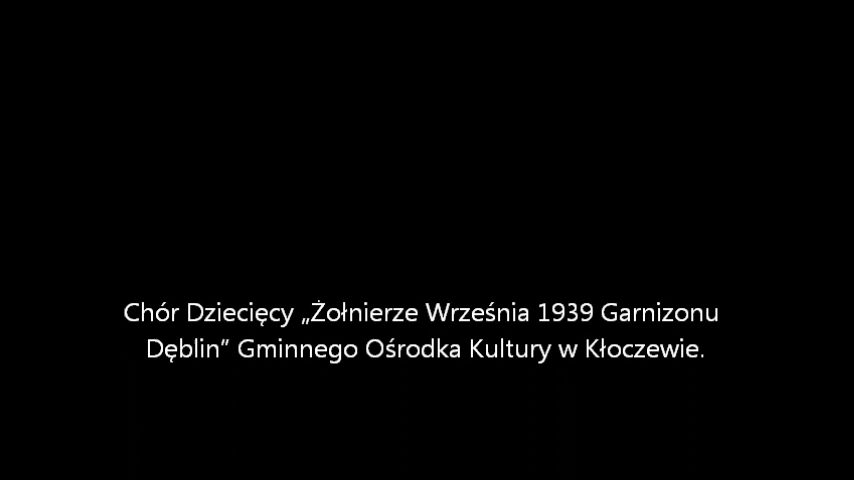 Chór Dziecięcy „Żołnierze Września 1939 Garnizonu
Dęblin” Gminnego Ośrodka Kultury w Kłoczewie.